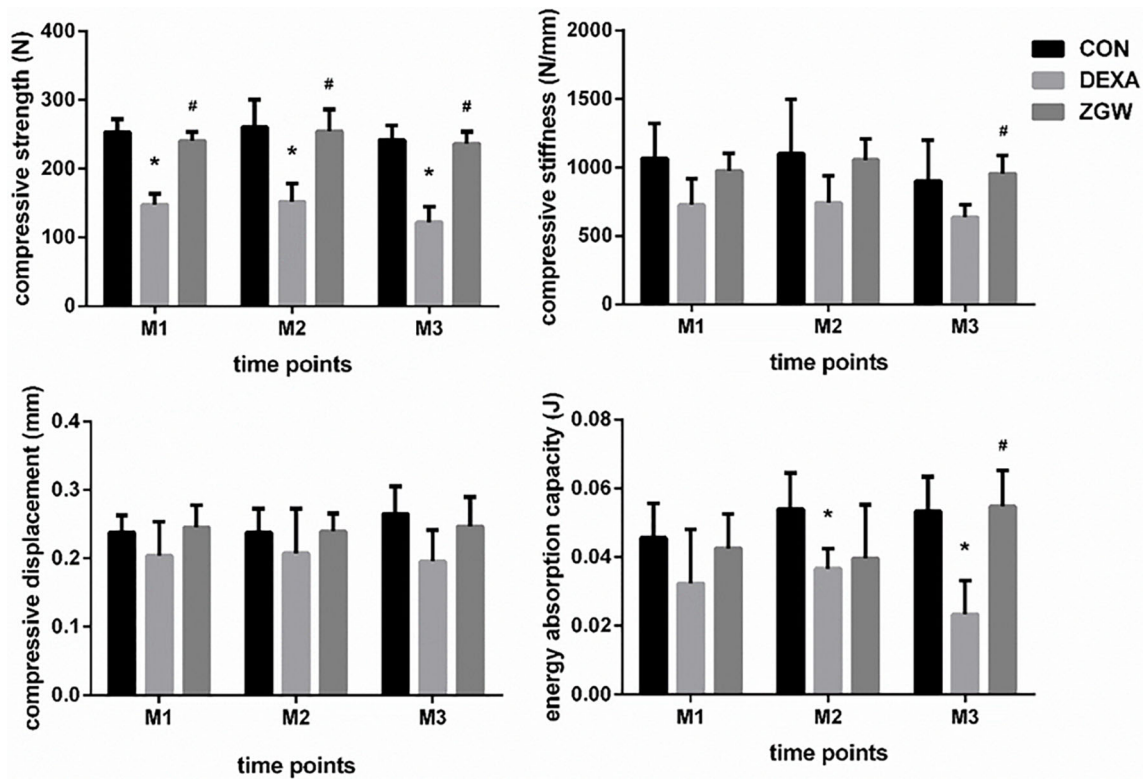 compressive strength (N)
400
300
200
100
0
#
#
#
*
*
*
M1 M2 M3
time points
compressive stiffness (N/mm)
2000
1500
1000
500
0
#
M1 M2 M3
time points
CON
DEXA
ZGW
compressive displacement (mm)
0.4
0.3
0.2
0.1
0.0
M1 M2 M3
time points
energy absorption capacity (J)
0.08
0.06
0.04
0.02
0.00
#
*
*
M1 M2 M3
time points